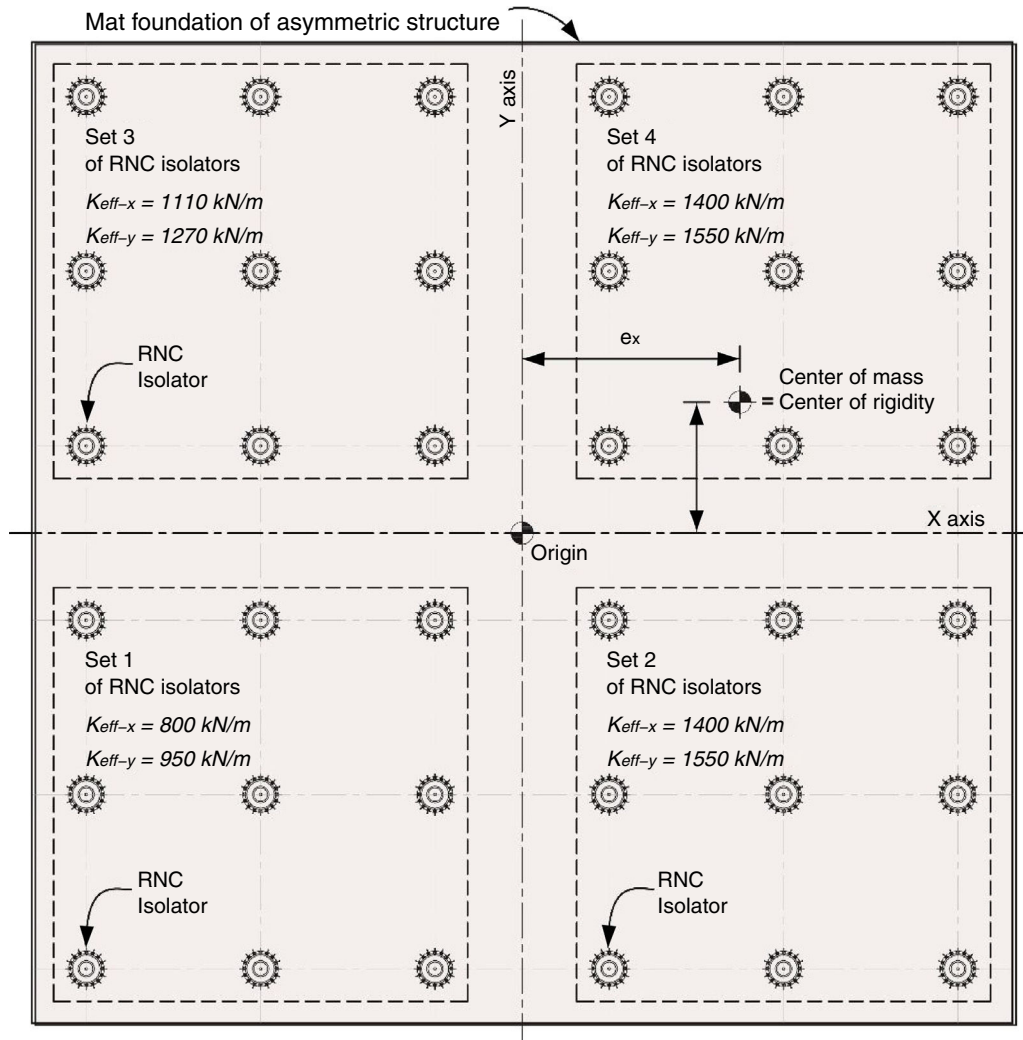 Mat foundation of asymmetric structure
Y axis
Set 3
of RNC isolators
Keff-x = 1110 kN/m
Keff-y = 1270 kN/m
Set 4
of RNC isolators
Keff-x = 1400 kN/m
Keff-y = 1550 kN/m
RNC
Isolator
ex
Center of mass
= Center of rigidity
X axis
Origin
Set 1
of RNC isolators
Keff-x = 800 kN/m
Keff-y = 950 kN/m
Set 2
of RNC isolators
Keff-x = 1400 kN/m
Keff-y = 1550 kN/m
RNC
Isolator
RNC
Isolator